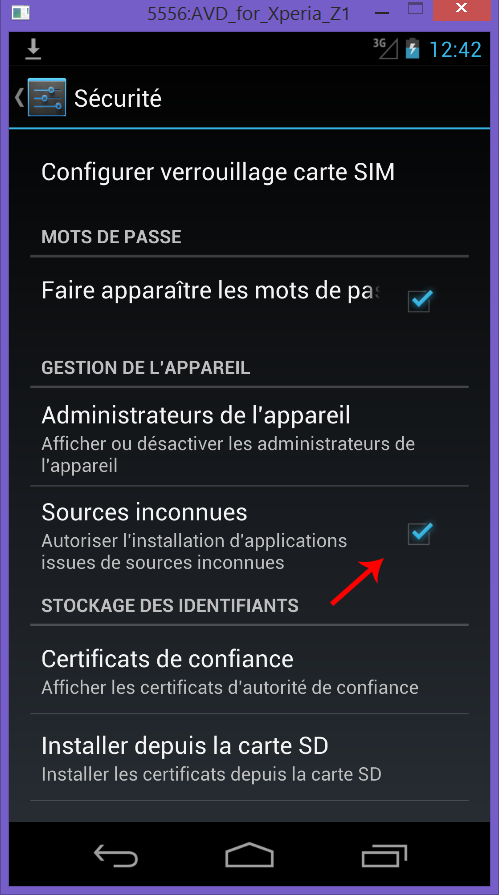 5556:AVD_for_Xperia_Z1
3G 12:42
Sécurité
Configurer verrouillage carte SIM
MOTS DE PASSE
Faire apparaître les mots de pas
GESTION DE L'APPAREIL
Administrateurs de l'appareil
Afficher ou désactiver les administrateurs de
l'appareil
Sources inconnues
Autoriser l'installation d'applications
issues de sources inconnues
STOCKAGE DES IDENTIFIANTS
Certificats de confiance
Afficher les certificats d'autorité de confiance
Installer depuis la carte SD
Installer les certificats depuis la carte SD